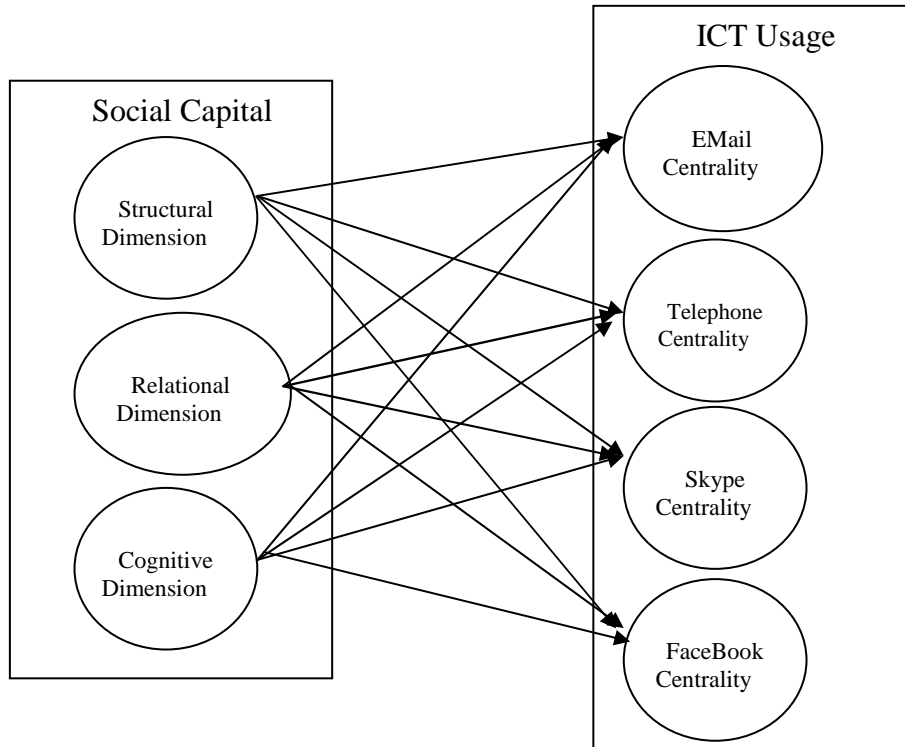 ICT Usage
Social Capital
EMail
Centrality
Structural
Dimension
Telephone
Centrality
Relational
Dimension
Skype
Centrality
Cognitive
Dimension
FaceBook
Centrality